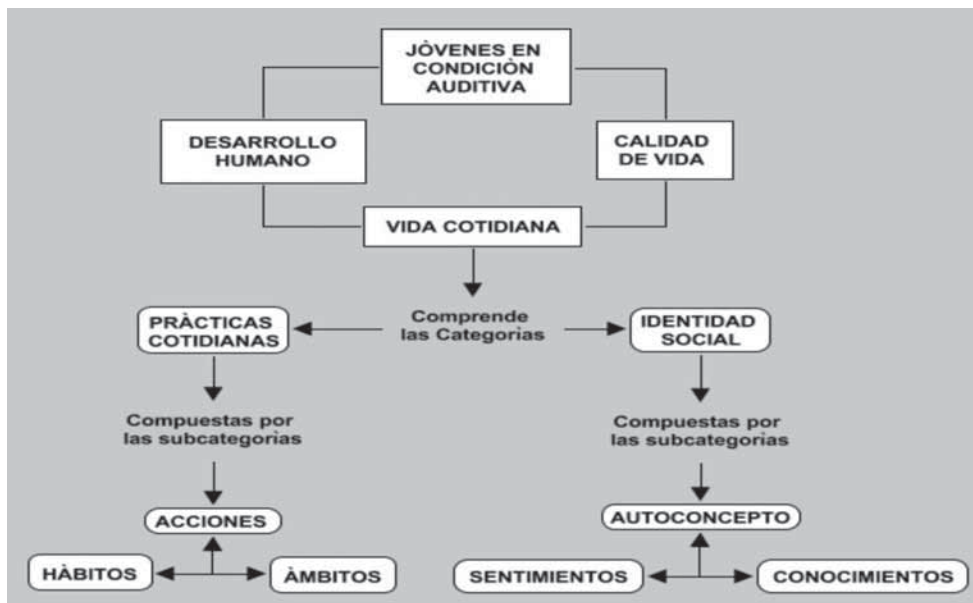 JÒVENES EN
CONDICIÒN
AUDITIVA
DESARROLLO
HUMANO
CALIDAD
DE VIDA
VIDA COTIDIANA
Comprende
las Categorias
PRÀCTICAS
COTIDIANAS
IDENTIDAD
SOCIAL
Compuestas por
las subcategorias
Compuestas por
las subcategorias
ACCIONES
AUTOCONCEPTO
HÀBITOS
ÀMBITOS
SENTIMIENTOS
CONOCIMIENTOS